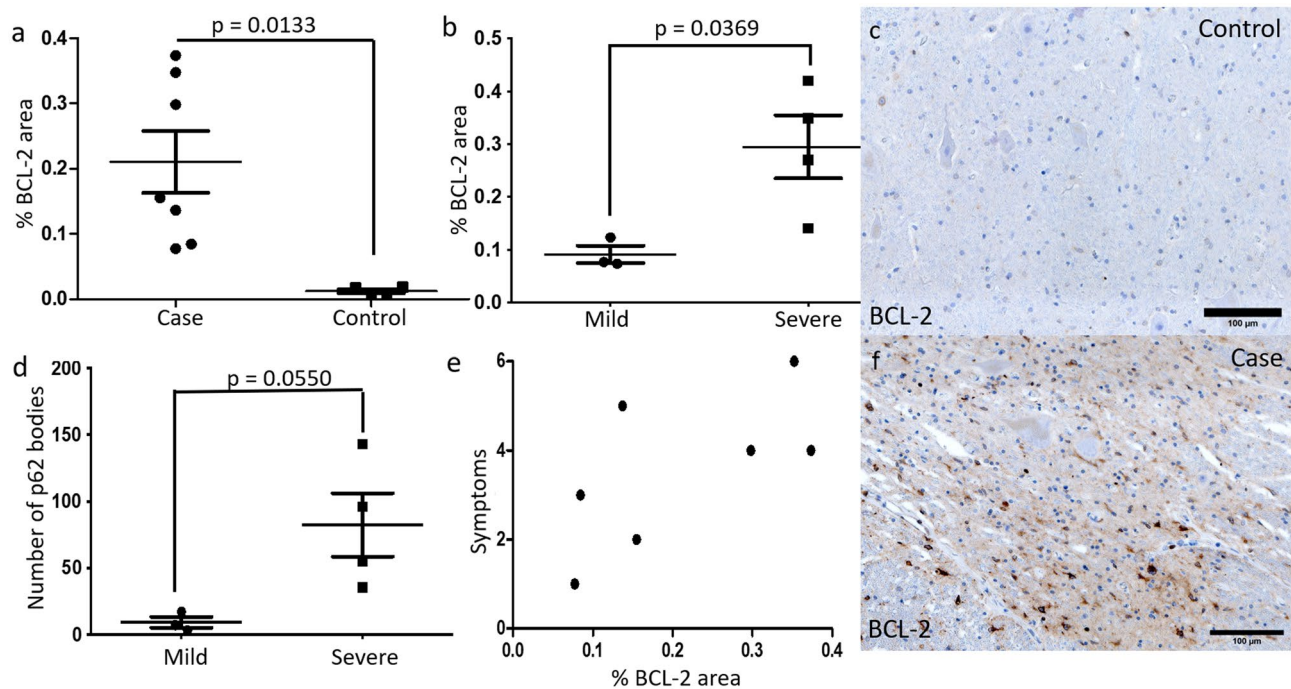 a
p = 0.0133
0.4
0.3
0.2
0.1
0.0
% BCL-2 area
Case
Control
b
p = 0.0369
0.5
0.4
0.3
0.2
0.1
0.0
% BCL-2 area
Mild
Severe
c
Control
BCL-2
100 µm
d
p = 0.0550
200
150
100
50
0
Number of p62 bodies
Mild
Severe
e
6
4
2
0
Symptoms
0.0
0.1
0.2
0.3
0.4
% BCL-2 area
f
Case
BCL-2
100 µm